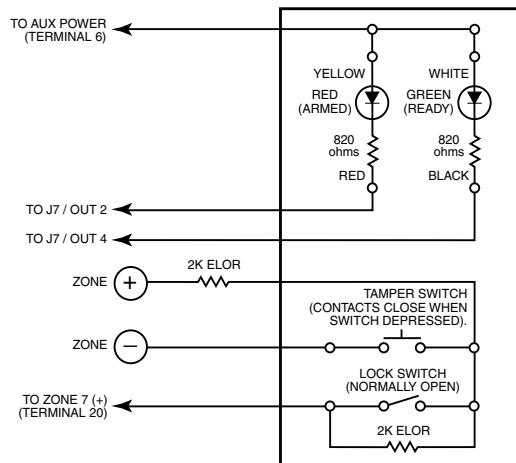 TO AUX POWER
(TERMINAL 6)
YELLOW
WHITE
RED
(ARMED)
GREEN
(READY)
820
ohms
820
ohms
RED
BLACK
TO J7 / OUT 2
TO J7 / OUT 4
2K ELOR
ZONE
+
TAMPER SWITCH
(CONTACTS CLOSE WHEN
SWITCH DEPRESSED).
ZONE
–
LOCK SWITCH
(NORMALLY OPEN)
TO ZONE 7 (+)
(TERMINAL 20)
2K ELOR